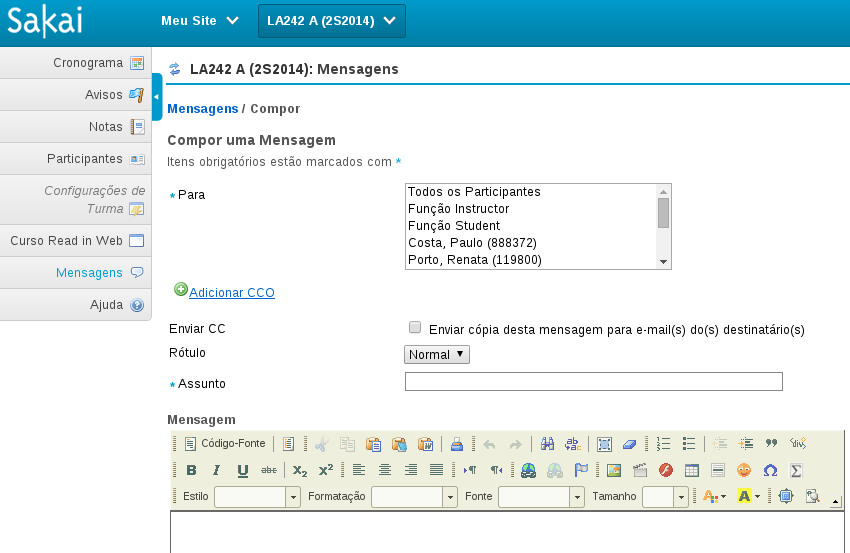 Sakai
Meu Site
LA242 A (2S2014)
Cronograma
Avisos
Notas
Participantes
Configurações de
Turma
Curso Read in Web
Mensagens
Ajuda
LA242 A (2S2014): Mensagens
Mensagens / Compor
Compor uma Mensagem
Itens obrigatórios estão marcados com *
* Para
Todos os Participantes
Função Instructor
Função Student
Costa, Paulo (888372)
Porto, Renata (119800)
Adicionar CCO
Enviar CC
Enviar cópia desta mensagem para e-mail(s) do(s) destinatário(s)
Rótulo
Normal
* Assunto
Mensagem
Código-Fonte
B I U abc X₂ X²
Estilo Formatação Fonte Tamanho